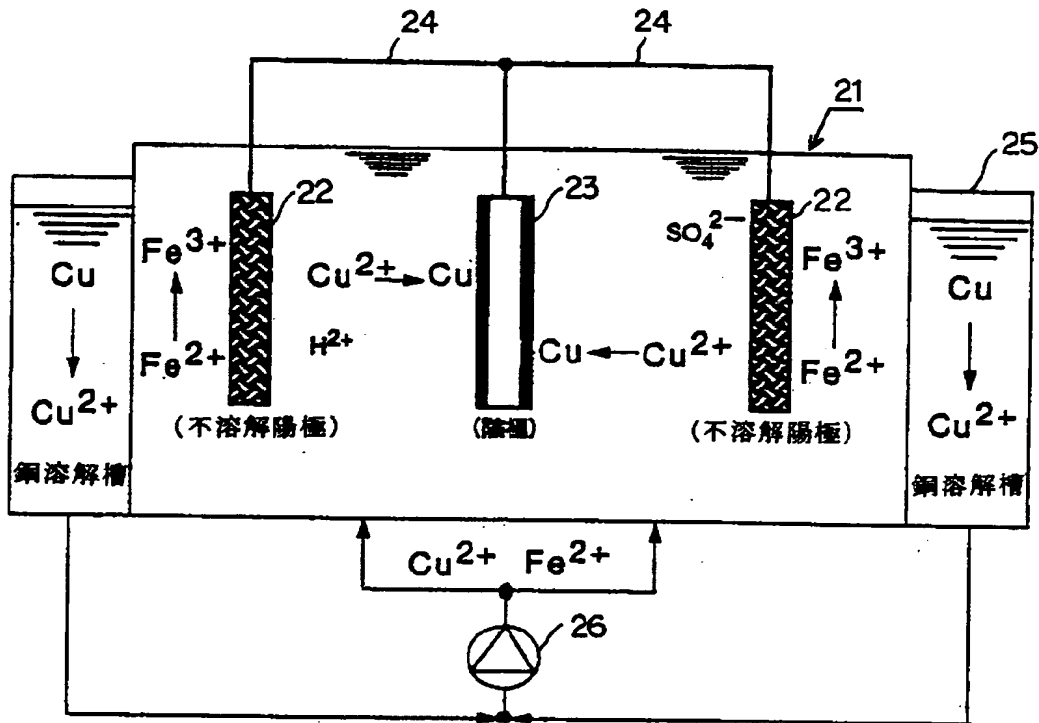 24
24
21
25
22
23
22
SO₄²⁻
Fe³⁺
Cu²⁺
Cu
Fe³⁺
Cu
Cu
H²⁺
Fe²⁺
Cu
Cu²⁺
Fe²⁺
Cu²⁺
Cu²⁺
(不溶解陽極)
(陰極)
(不溶解陽極)
銅溶解槽
銅溶解槽
Cu²⁺ Fe²⁺
26